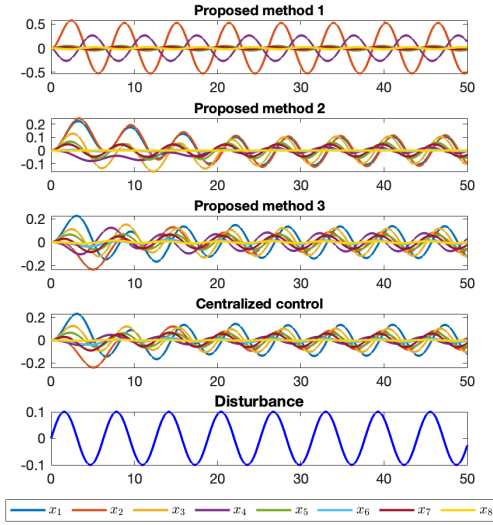 Proposed method 1
0.5
0
-0.5
0 10 20 30 40 50
Proposed method 2
0.2
0.1
0
-0.1
0 10 20 30 40 50
Proposed method 3
0.2
0
-0.2
0 10 20 30 40 50
Centralized control
0.2
0
-0.2
0 10 20 30 40 50
Disturbance
0.1
0
-0.1
0 10 20 30 40 50
x₁ x₂ x₃ x₄ x₅ x₆ x₇ x₈